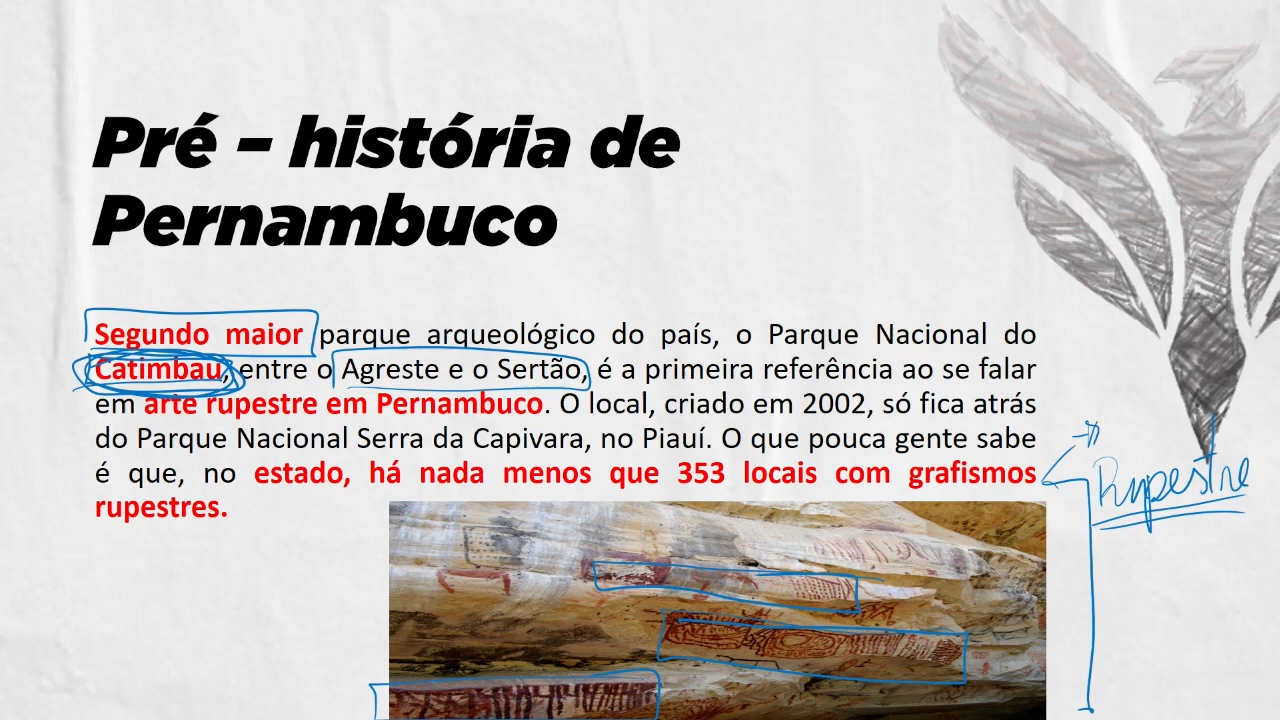 Pré – história de
Pernambuco
Segundo maior parque arqueológico do país, o Parque Nacional do
Catimbau, entre o Agreste e o Sertão, é a primeira referência ao se falar
em arte rupestre em Pernambuco. O local, criado em 2002, só fica atrás
do Parque Nacional Serra da Capivara, no Piauí. O que pouca gente sabe
é que, no estado, há nada menos que 353 locais com grafismos
rupestres.
Rupestre